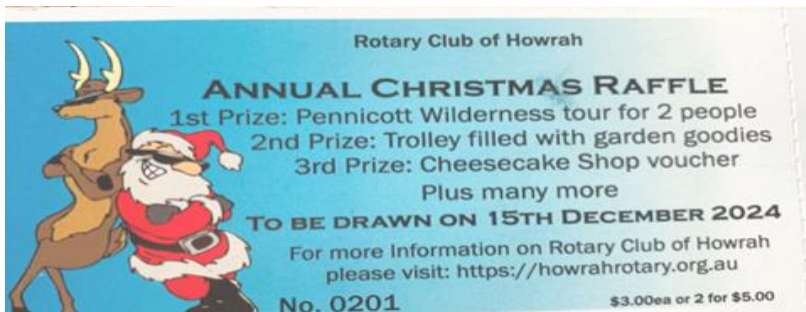 Rotary Club of Howrah
ANNUAL CHRISTMAS RAFFLE
1st Prize: Pennicott Wilderness tour for 2 people
2nd Prize: Trolley filled with garden goodies
3rd Prize: Cheesecake Shop voucher
Plus many more
TO BE DRAWN ON 15TH DECEMBER 2024
For more Information on Rotary Club of Howrah
please visit: https://howrahrotary.org.au
No. 0201
$3.00ea or 2 for $5.00